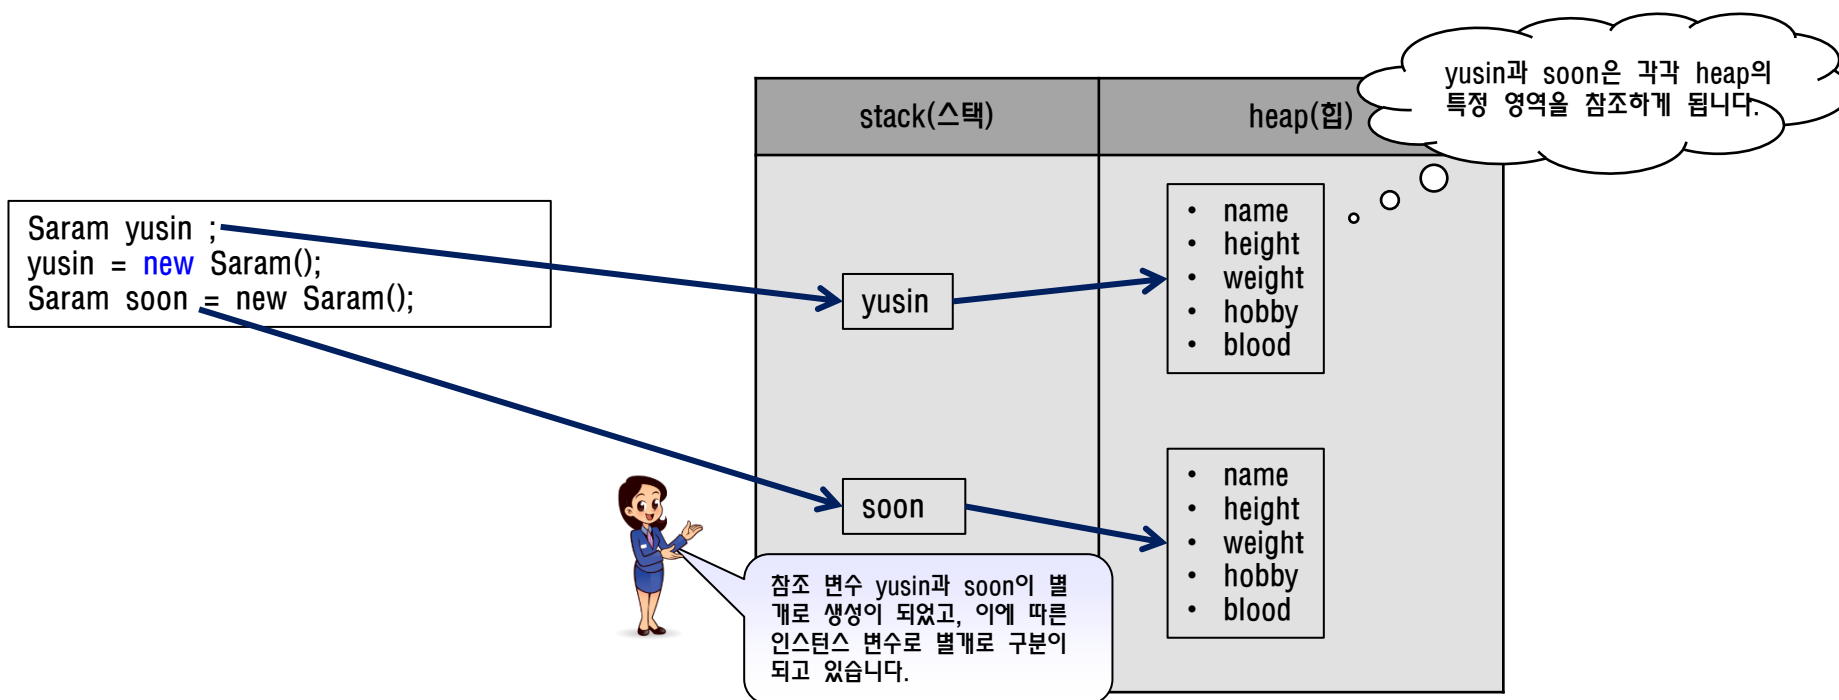 yusin과 soon은 각각 heap의
특정 영역을 참조하게 됩니다.
stack(스택)
heap(힙)
Saram yusin ;
yusin = new Saram();
Saram soon = new Saram();
yusin
• name
• height
• weight
• hobby
• blood
soon
• name
• height
• weight
• hobby
• blood
참조 변수 yusin과 soon이 별
개로 생성이 되었고, 이에 따른
인스턴스 변수로 별개로 구분이
되고 있습니다.